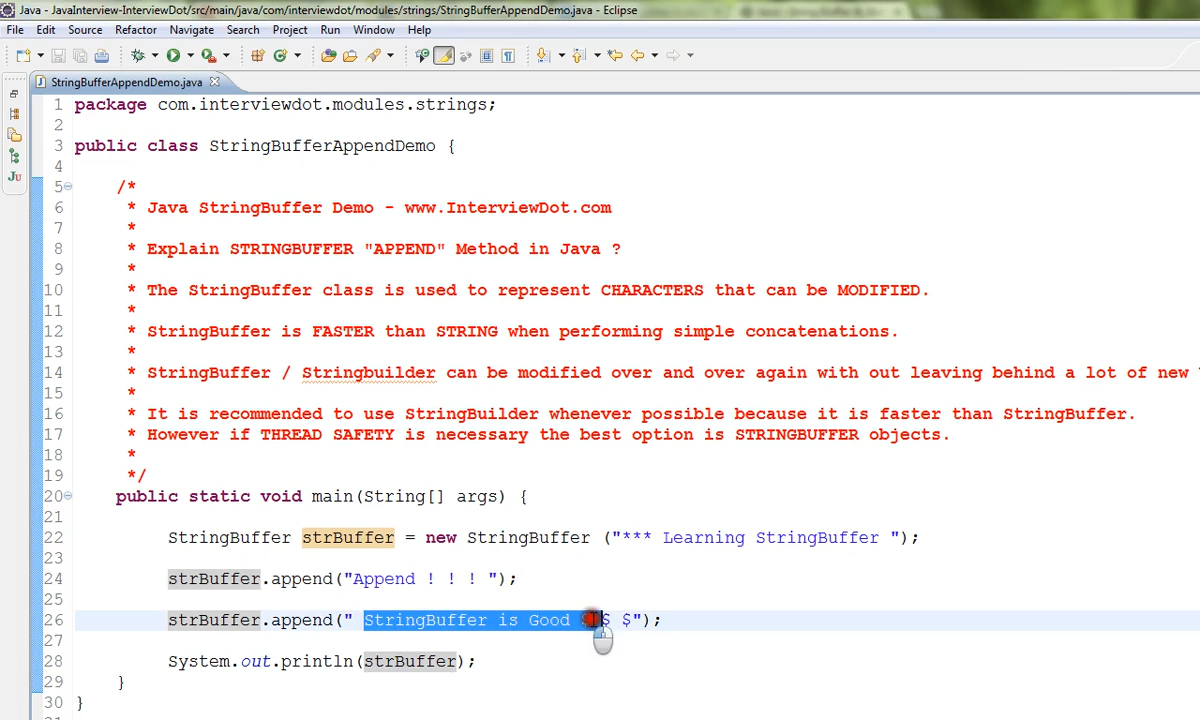 Java - JavaInterview-InterviewDot/src/main/java/com/interviewdot/modules/strings/StringBufferAppendDemo.java - Eclipse
File Edit Source Refactor Navigate Search Project Run Window Help
StringBufferAppendDemo.java
1 package com.interviewdot.modules.strings;
2
3 public class StringBufferAppendDemo {
4
5 /*
6 * Java StringBuffer Demo - www.InterviewDot.com
7 *
8 * Explain STRINGBUFFER "APPEND" Method in Java ?
9 *
10 * The StringBuffer class is used to represent CHARACTERS that can be MODIFIED.
11 *
12 * StringBuffer is FASTER than STRING when performing simple concatenations.
13 *
14 * StringBuffer / Stringbuilder can be modified over and over again with out leaving behind a lot of new
15 *
16 * It is recommended to use StringBuilder whenever possible because it is faster than StringBuffer.
17 * However if THREAD SAFETY is necessary the best option is STRINGBUFFER objects.
18 *
19 */
20 public static void main(String[] args) {
21
22 StringBuffer strBuffer = new StringBuffer ("*** Learning StringBuffer ");
23
24 strBuffer.append("Append ! ! ! ");
25
26 strBuffer.append(" StringBuffer is Good $ $");
27
28 System.out.println(strBuffer);
29 }
30 }